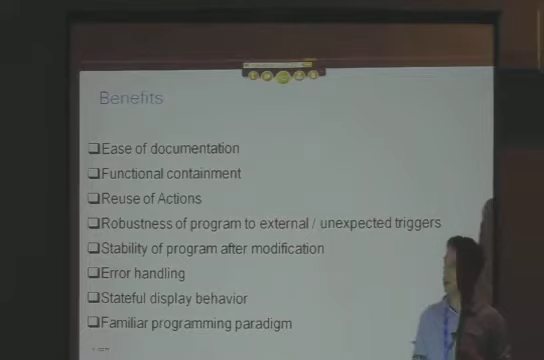 Benefits
❑Ease of documentation
❑Functional containment
❑Reuse of Actions
❑Robustness of program to external / unexpected triggers
❑Stability of program after modification
❑Error handling
❑Stateful display behavior
❑Familiar programming paradigm